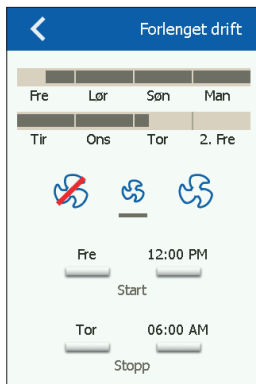 Forlenget drift
Fre Lør Søn Man
Tir Ons Tor 2. Fre
Fre 12:00 PM
Start
Tor 06:00 AM
Stopp